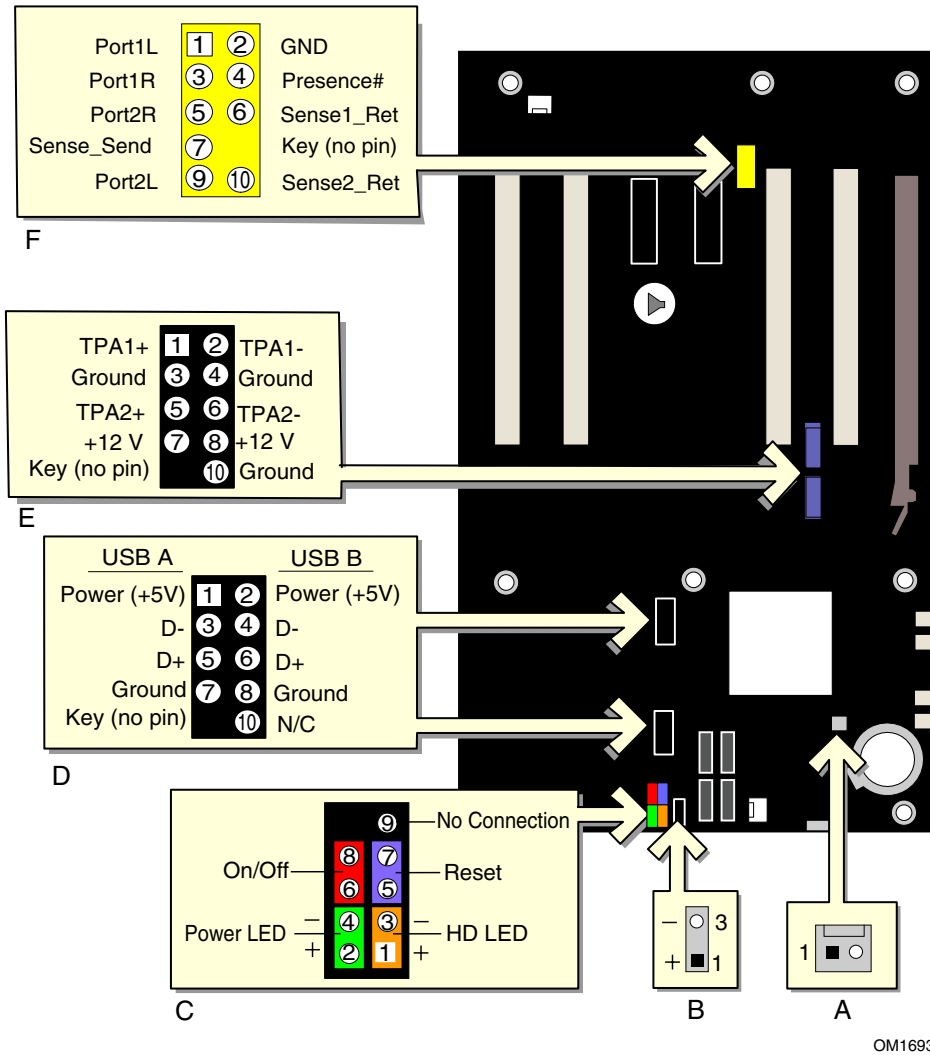 Port1L 1 2 GND
Port1R 3 4 Presence#
Port2R 5 6 Sense1_Ret
Sense_Send 7 Key (no pin)
Port2L 9 10 Sense2_Ret
F
TPA1+ 1 2 TPA1-
Ground 3 4 Ground
TPA2+ 5 6 TPA2-
+12 V 7 8 +12 V
Key (no pin) 10 Ground
E
USB A USB B
Power (+5V) 1 2 Power (+5V)
D- 3 4 D-
D+ 5 6 D+
Ground 7 8 Ground
Key (no pin) 10 N/C
D
9 No Connection
On/Off 8 7 Reset
6 5
Power LED − 4 3 − HD LED
+ 2 1 +
C
− 3
+ 1
B
1
A
OM1693